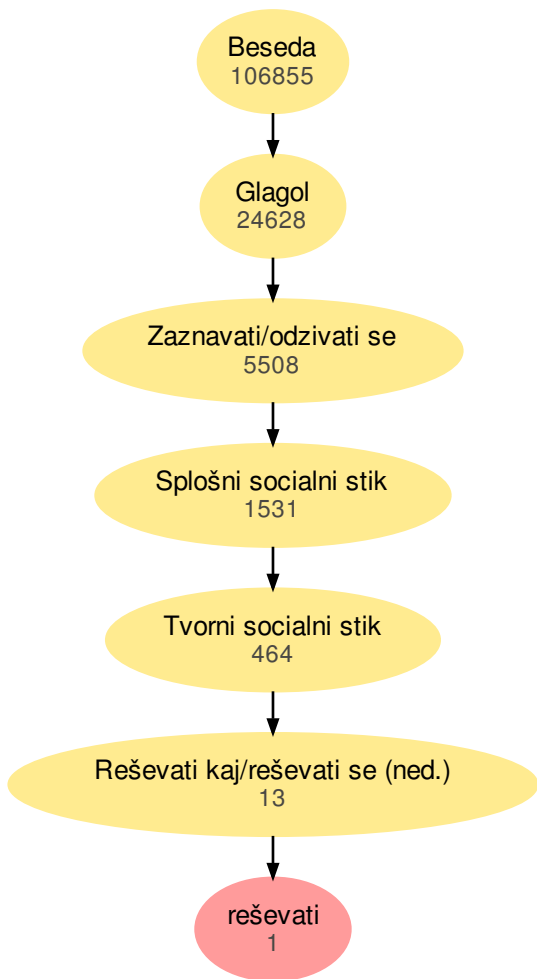 Beseda
106855
Glagol
24628
Zaznavati/odzivati se
5508
Splošni socialni stik
1531
Tvorni socialni stik
464
Reševati kaj/reševati se (ned.)
13
reševati
1